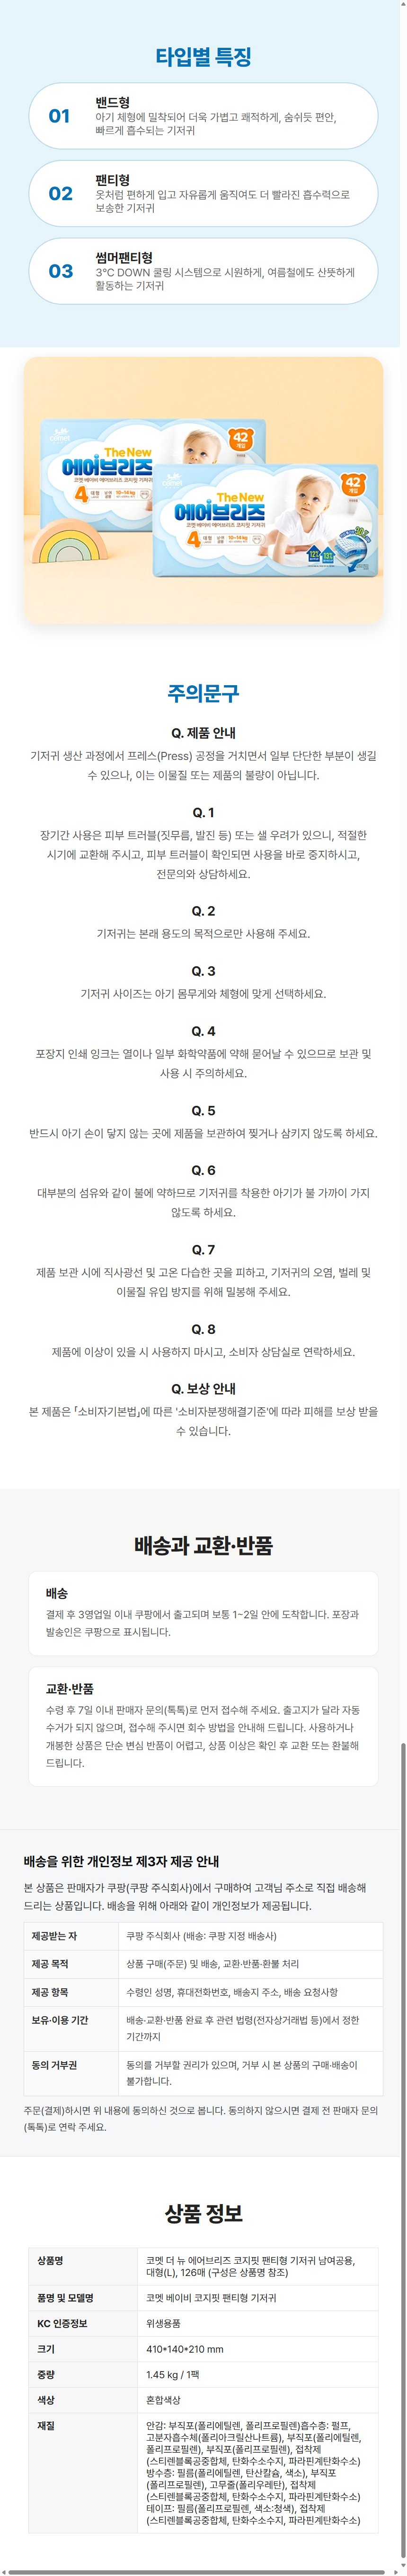 타입별 특징
01
밴드형
아기 체형에 밀착되어 더욱 가볍고 쾌적하게, 숨쉬듯 편안,
빠르게 흡수되는 기저귀
02
팬티형
옷처럼 편하게 입고 자유롭게 움직여도 더 빨라진 흡수력으로
보송한 기저귀
03
썸머팬티형
3°C DOWN 쿨링 시스템으로 시원하게, 여름철에도 산뜻하게
활동하는 기저귀
The New
에어브리즈
4 대형
10~14 kg
42
개입
The New
에어브리즈
코멧 베이비 에어브리즈 코지핏 기저귀
4 대형
10~14 kg
42
개입
주의문구
Q. 제품 안내
기저귀 생산 과정에서 프레스(Press) 공정을 거치면서 일부 단단한 부분이 생길
수 있으나, 이는 이물질 또는 제품의 불량이 아닙니다.
Q. 1
장기간 사용은 피부 트러블(짓무름, 발진 등) 또는 샐 우려가 있으니, 적절한
시기에 교환해 주시고, 피부 트러블이 확인되면 사용을 바로 중지하시고,
전문의와 상담하세요.
Q. 2
기저귀는 본래 용도의 목적으로만 사용해 주세요.
Q. 3
기저귀 사이즈는 아기 몸무게와 체형에 맞게 선택하세요.
Q. 4
포장지 인쇄 잉크는 열이나 일부 화학약품에 약해 묻어날 수 있으므로 보관 및
사용 시 주의하세요.
Q. 5
반드시 아기 손이 닿지 않는 곳에 제품을 보관하여 찢거나 삼키지 않도록 하세요.
Q. 6
대부분의 섬유와 같이 불에 약하므로 기저귀를 착용한 아기가 불 가까이 가지
않도록 하세요.
Q. 7
제품 보관 시에 직사광선 및 고온 다습한 곳을 피하고, 기저귀의 오염, 벌레 및
이물질 유입 방지를 위해 밀봉해 주세요.
Q. 8
제품에 이상이 있을 시 사용하지 마시고, 소비자 상담실로 연락하세요.
Q. 보상 안내
본 제품은 「소비자기본법」에 따른 '소비자분쟁해결기준'에 따라 피해를 보상 받을
수 있습니다.
배송과 교환·반품
배송
결제 후 3영업일 이내 쿠팡에서 출고되며 보통 1~2일 안에 도착합니다. 포장과
발송인은 쿠팡으로 표시됩니다.
교환·반품
수령 후 7일 이내 판매자 문의(톡톡)로 먼저 접수해 주세요. 출고지가 달라 자동
수거가 되지 않으며, 접수해 주시면 회수 방법을 안내해 드립니다. 사용하거나
개봉한 상품은 단순 변심 반품이 어렵고, 상품 이상은 확인 후 교환 또는 환불해
드립니다.
배송을 위한 개인정보 제3자 제공 안내
본 상품은 판매자가 쿠팡(쿠팡 주식회사)에서 구매하여 고객님 주소로 직접 배송해
드리는 상품입니다. 배송을 위해 아래와 같이 개인정보가 제공됩니다.
제공받는 자 쿠팡 주식회사 (배송: 쿠팡 지정 배송사)
제공 목적 상품 구매(주문) 및 배송, 교환·반품·환불 처리
제공 항목 수령인 성명, 휴대전화번호, 배송지 주소, 배송 요청사항
보유·이용 기간 배송·교환·반품 완료 후 관련 법령(전자상거래법 등)에서 정한
기간까지
동의 거부권 동의를 거부할 권리가 있으며, 거부 시 본 상품의 구매·배송이
불가합니다.
주문(결제)하시면 위 내용에 동의하신 것으로 봅니다. 동의하지 않으시면 결제 전 판매자 문의
(톡톡)로 연락 주세요.
상품 정보
상품명 코멧 더 뉴 에어브리즈 코지핏 팬티형 기저귀 남여공용,
대형(L), 126매 (구성은 상품명 참조)
품명 및 모델명 코멧 베이비 코지핏 팬티형 기저귀
KC 인증정보 위생용품
크기 410*140*210 mm
중량 1.45 kg / 1팩
색상 혼합색상
재질 안감: 부직포(폴리에틸렌, 폴리프로필렌)흡수층: 펄프,
고분자흡수체(폴리아크릴산나트륨), 부직포(폴리에틸렌,
폴리프로필렌), 부직포(폴리프로필렌), 접착제
(스티렌블록공중합체, 탄화수소수지, 파라핀계탄화수소)
방수층: 필름(폴리에틸렌, 탄산칼슘, 색소), 부직포
(폴리프로필렌), 고무줄(폴리우레탄), 접착제
(스티렌블록공중합체, 탄화수소수지, 파라핀계탄화수소)
테이프: 필름(폴리프로필렌, 색소:청색), 접착제
(스티렌블록공중합체, 탄화수소수지, 파라핀계탄화수소)